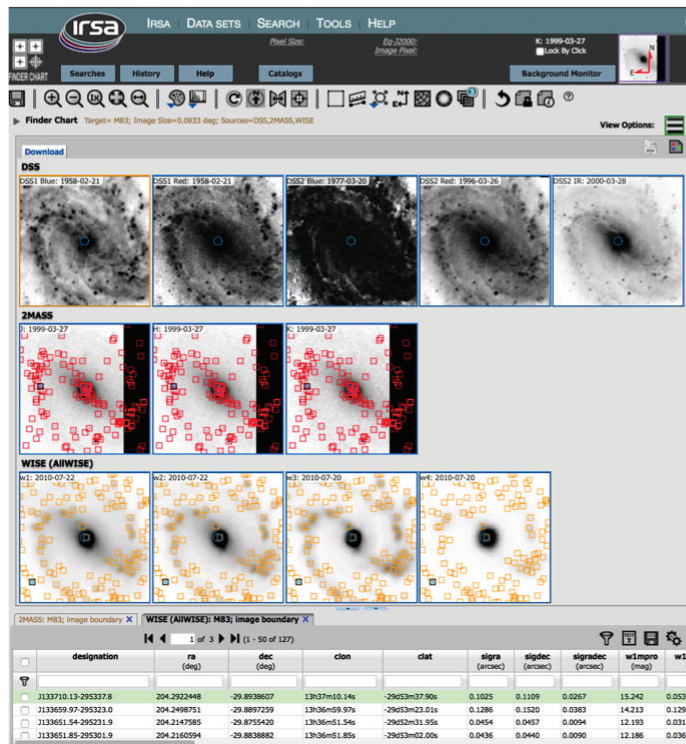 irsa IRSA DATA SETS SEARCH TOOLS HELP
Pixel Size: Eq-J2000: K: 1999-03-27
Image Pixel: Lock By Click
N
E
FINDER CHART Searches History Help Catalogs Background Monitor
Finder Chart Target= M83; Image Size=0.0833 deg; Sources=DSS,2MASS,WISE
View Options:
Download
DSS
DSS1 Blue: 1958-02-21 DSS1 Red: 1958-02-21 DSS2 Blue: 1977-03-20 DSS2 Red: 1996-03-26 DSS2 IR: 2000-03-28
2MASS
J: 1999-03-27 H: 1999-03-27 K: 1999-03-27
WISE (AllWISE)
w1: 2010-07-22 w2: 2010-07-22 w3: 2010-07-20 w4: 2010-07-20
2MASS: M83; image boundary X WISE (AllWISE): M83; image boundary X
1 of 3 (1 - 50 of 127)
designation ra dec clon clat sigra sigdec sigradec w1mpro w1
(deg) (deg) (arcsec) (arcsec) (arcsec) (mag)
J133710.13-295337.8 204.2922448 -29.8938607 13h37m10.14s -29d53m37.90s 0.1025 0.1109 0.0267 15.242 0.053
J133659.97-295323.0 204.2498751 -29.8897259 13h36m59.97s -29d53m23.01s 0.1286 0.1520 0.0383 14.213 0.129
J133651.54-295231.9 204.2147585 -29.8755420 13h36m51.54s -29d52m31.95s 0.0454 0.0457 0.0094 12.193 0.031
J133651.85-295301.9 204.2160594 -29.8838882 13h36m51.85s -29d53m02.00s 0.0436 0.0440 0.0090 12.186 0.036